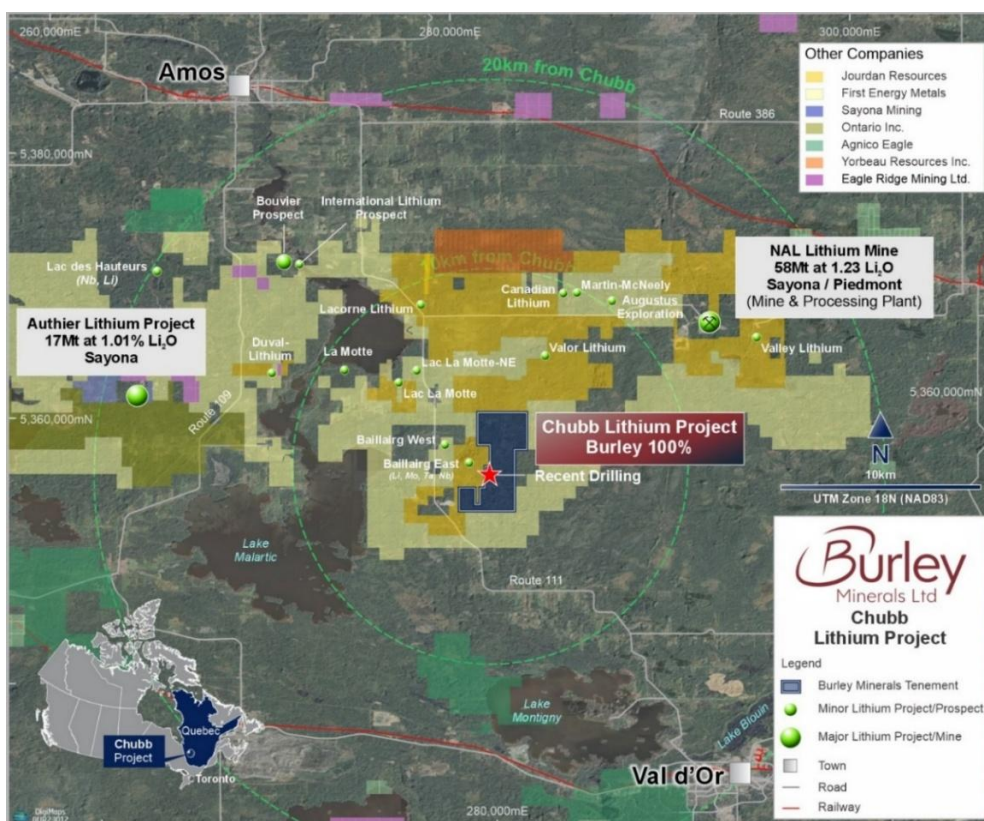 260,000mE
280,000mE
300,000mE
Amos
20km from Chubb
Route 386
5,380,000mN
Other Companies
Jourdan Resources
First Energy Metals
Sayona Mining
Ontario Inc.
Agnico Eagle
Yorbeau Resources Inc.
Eagle Ridge Mining Ltd.
Bouvier
Prospect
International Lithium
Prospect
Lac des Hauteurs
(Nb, Li)
10km from Chubb
Canadian
Lithium
Martin-McNeely
Augustus
Exploration
NAL Lithium Mine
58Mt at 1.23 Li₂O
Sayona / Piedmont
(Mine & Processing Plant)
Lacorne Lithium
Authier Lithium Project
17Mt at 1.01% Li₂O
Sayona
Duval-
Lithium
La Motte
Lac La Motte-NE
Valor Lithium
Valley Lithium
Lac La Motte
Route 109
5,360,000mN
5,360,000mN
Chubb Lithium Project
Burley 100%
Baillairg West
Baillairg East
(Li, Mo, Ta, Nb)
Recent Drilling
N
10km
UTM Zone 18N (NAD83)
Lake
Malartic
Route 111
Burley
Minerals Ltd
Chubb
Lithium Project
Legend
Burley Minerals Tenement
Minor Lithium Project/Prospect
Major Lithium Project/Mine
Town
Road
Railway
Quebec
Chubb
Project
Toronto
Lake
Montigny
Lake Blouin
Val d'Or
280,000mE